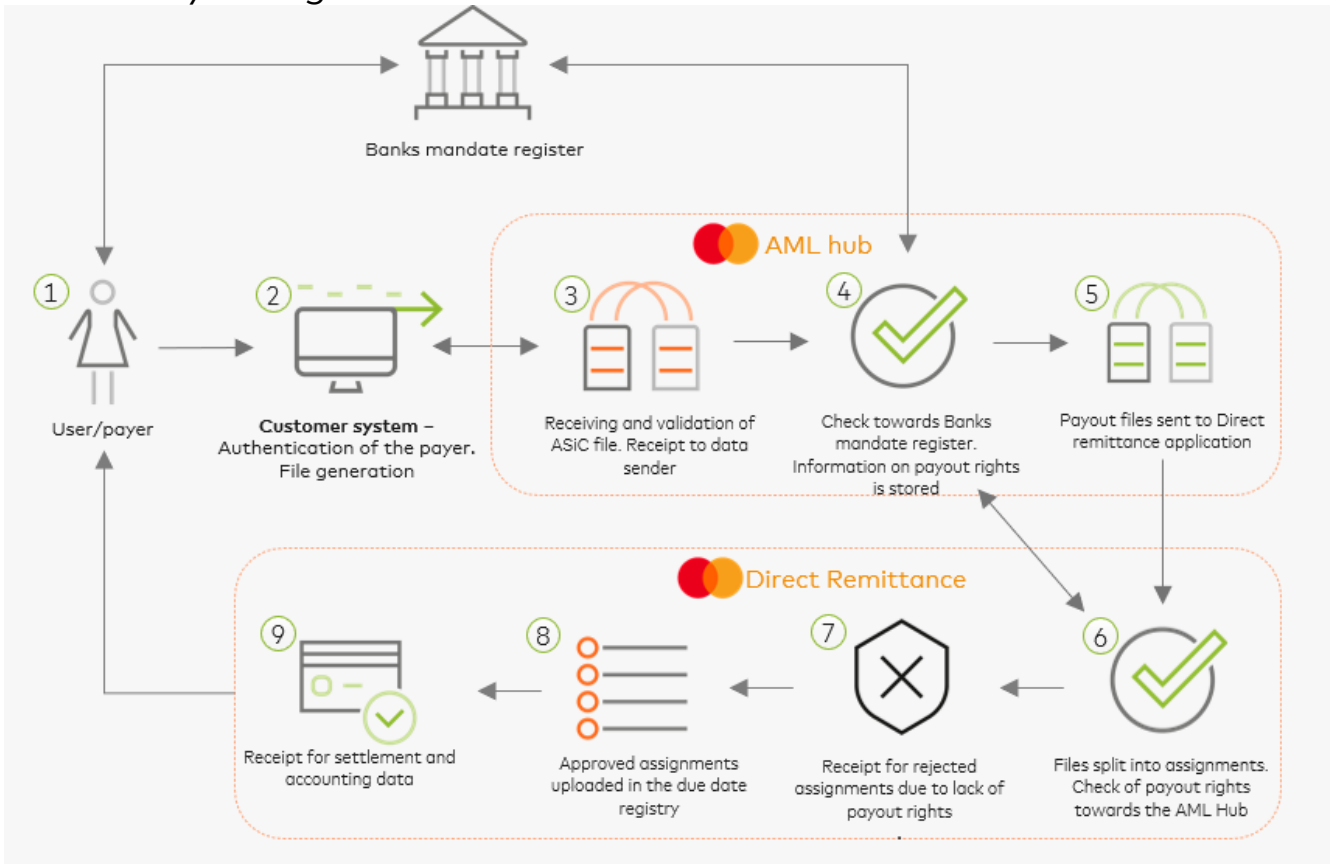 Banks mandate register
AML hub
1
User/payer
2
Customer system –
Authentication of the payer.
File generation
3
Receiving and validation of
ASiC file. Receipt to data
sender
4
Check towards Banks
mandate register.
Information on payout rights
is stored
5
Payout files sent to Direct
remittance application
Direct Remittance
6
Files split into assignments.
Check of payout rights
towards the AML Hub
7
Receipt for rejected
assignments due to lack of
payout rights
.
8
Approved assignments
uploaded in the due date
registry
9
Receipt for settlement and
accounting data